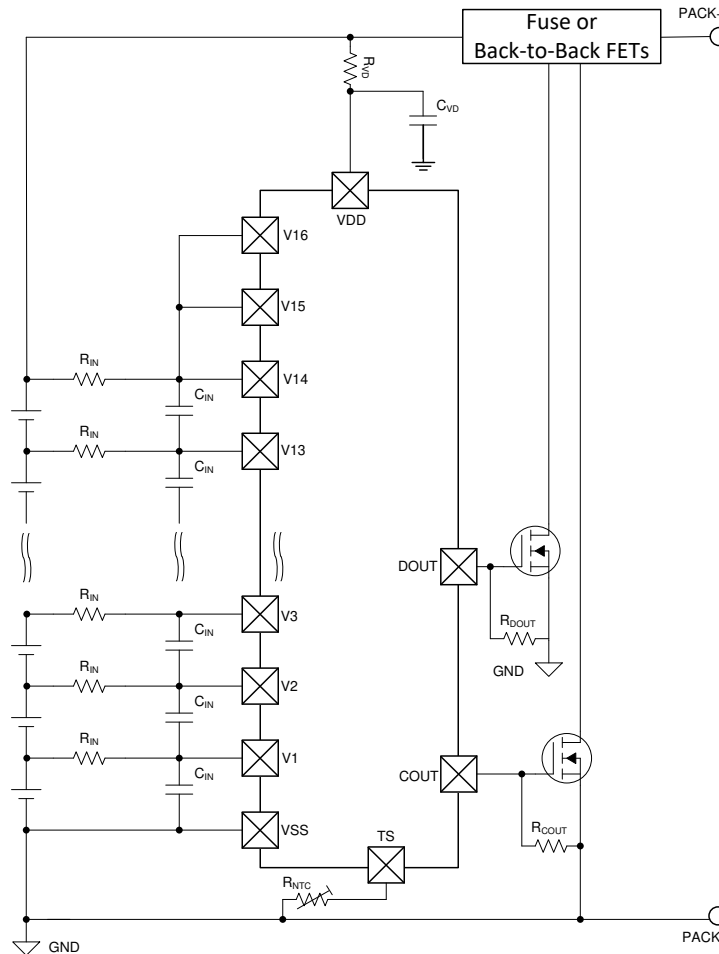 Fuse or
Back-to-Back FETs
PACK-
RVD
CVD
VDD
V16
V15
RIN
V14
CIN
RIN
V13
CIN
DOUT
RIN
V3
CIN
RDOUT
GND
RIN
V2
CIN
RIN
V1
CIN
COUT
VSS
TS
RCOUT
RNTC
GND
PACK